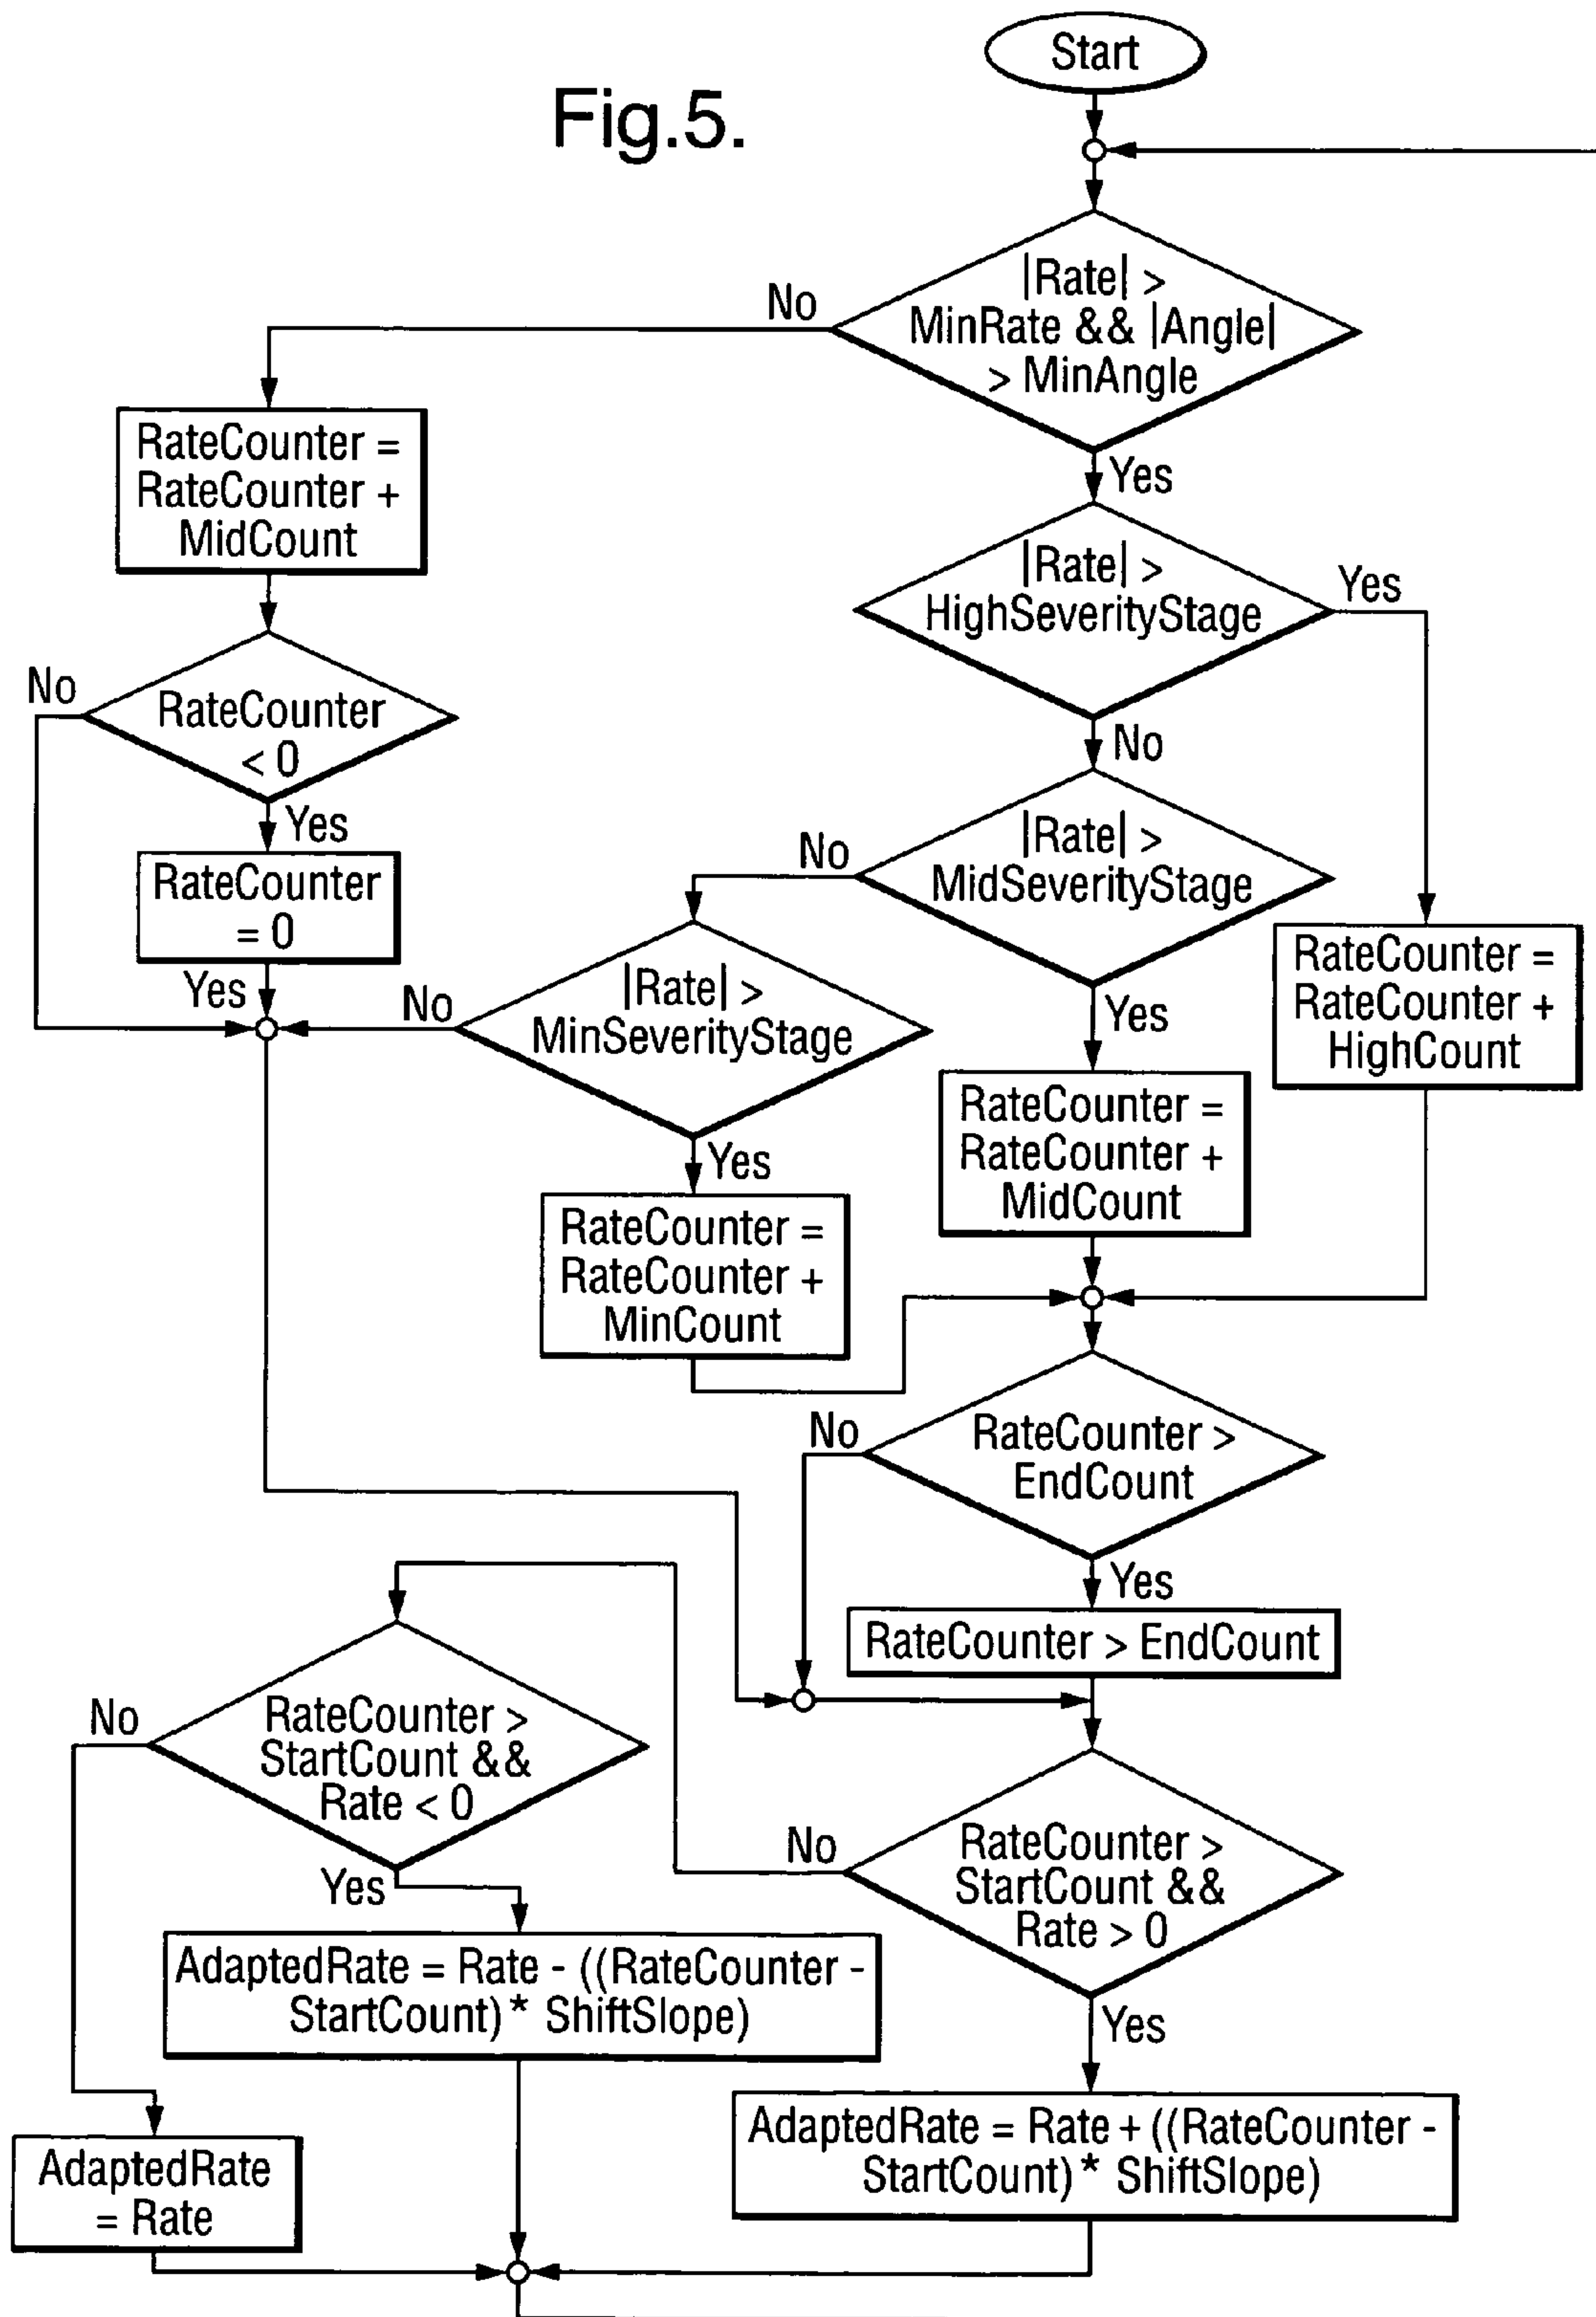 Fig.5.
Start
|Rate| >
MinRate && |Angle|
> MinAngle
No
Yes
RateCounter =
RateCounter +
MidCount
|Rate| >
HighSeverityStage
Yes
No
RateCounter
< 0
No
Yes
RateCounter
= 0
Yes
|Rate| >
MidSeverityStage
No
Yes
RateCounter =
RateCounter +
HighCount
|Rate| >
MinSeverityStage
No
Yes
RateCounter =
RateCounter +
MidCount
RateCounter =
RateCounter +
MinCount
RateCounter >
EndCount
No
Yes
RateCounter > EndCount
RateCounter >
StartCount &&
Rate < 0
No
Yes
RateCounter >
StartCount &&
Rate > 0
No
Yes
AdaptedRate = Rate - ((RateCounter -
StartCount) * ShiftSlope)
AdaptedRate = Rate + ((RateCounter -
StartCount) * ShiftSlope)
AdaptedRate
= Rate